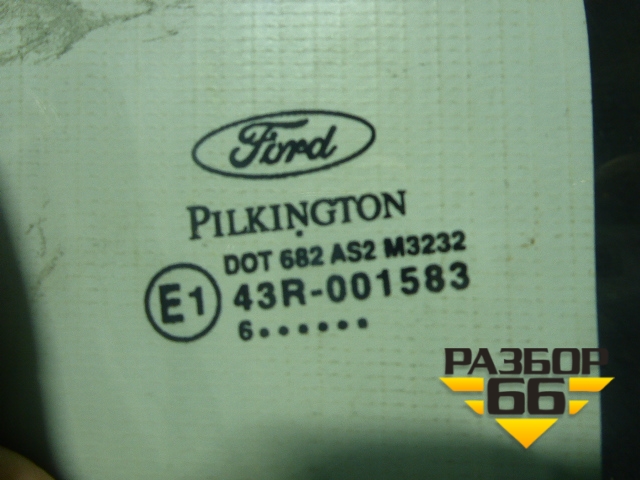 Ford
PILKINGTON
DOT 682 AS2 M3232
E1 43R-001583
6••••••
РАЗБОР
66